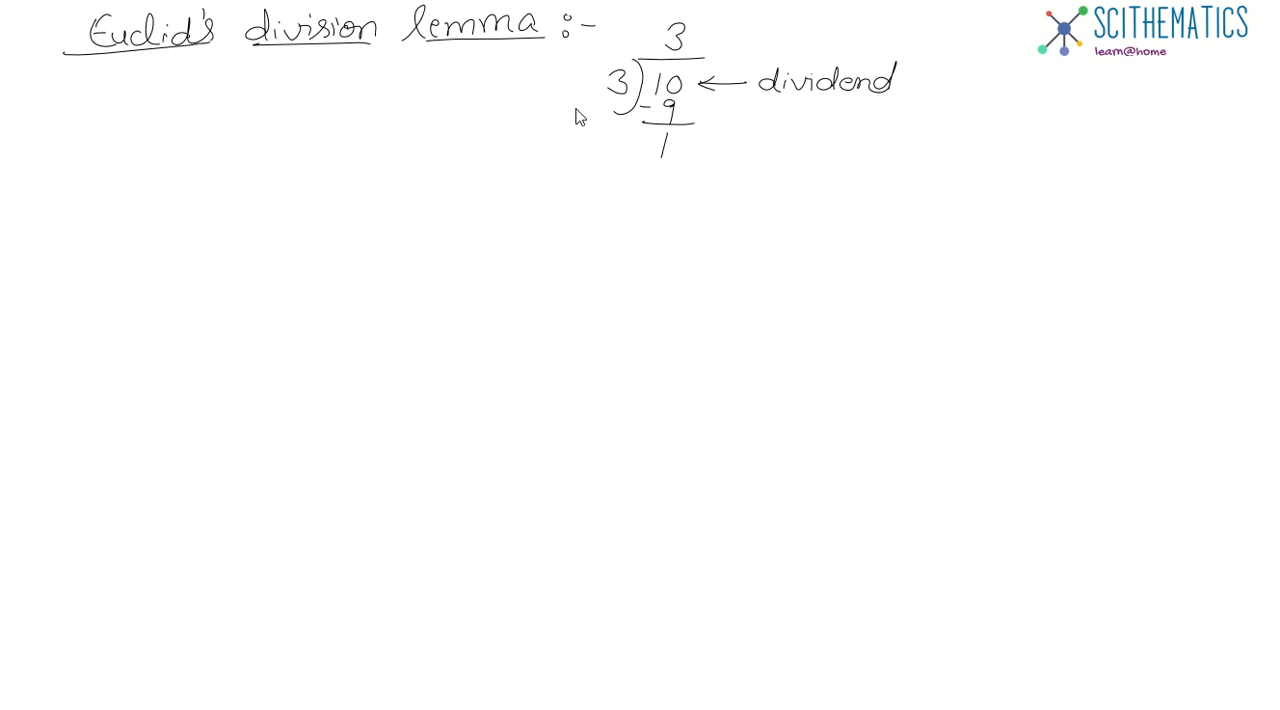 Euclid's division lemma :-
3
3)10 ← dividend
-9
1
SCITHEMATICS
learn@home